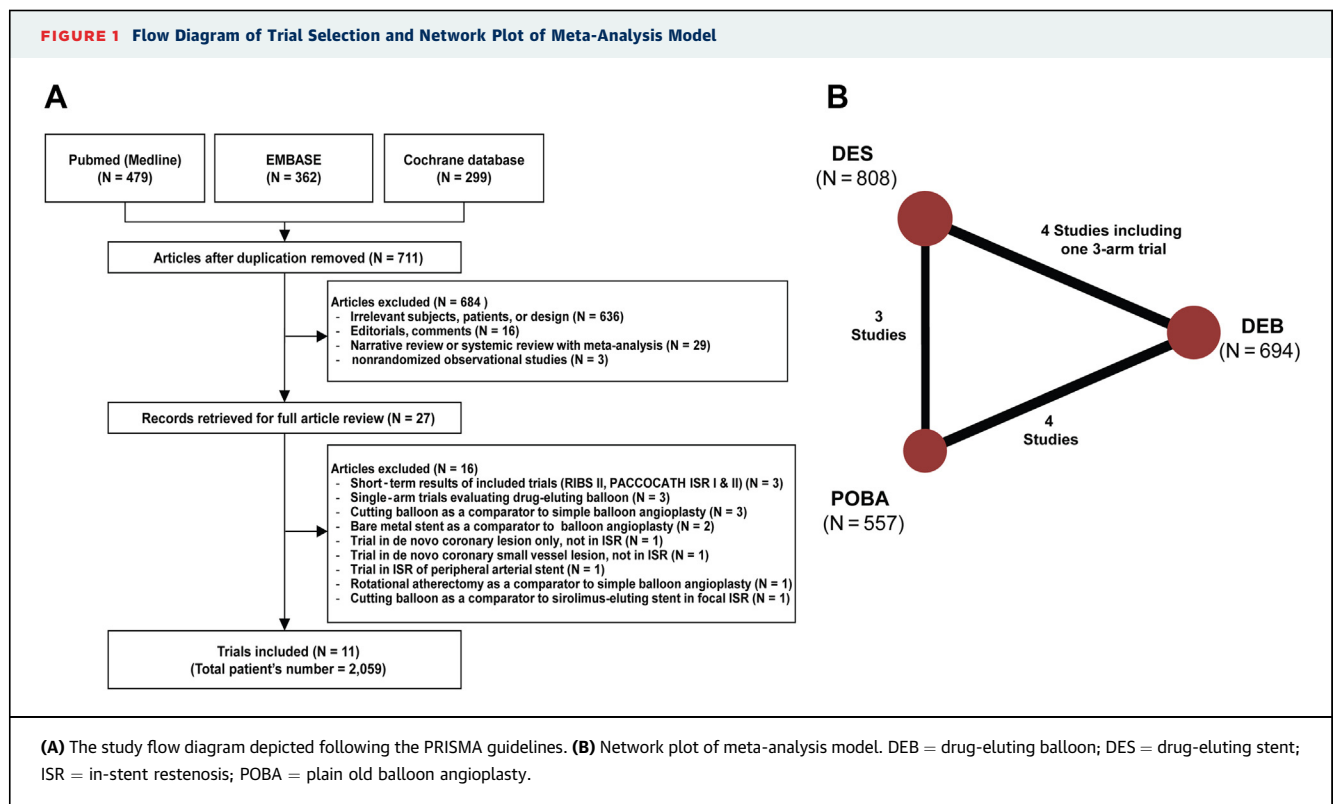 FIGURE 1 Flow Diagram of Trial Selection and Network Plot of Meta-Analysis Model
A
Pubmed (Medline)
(N = 479)
EMBASE
(N = 362)
Cochrane database
(N = 299)
Articles after duplication removed (N = 711)
Articles excluded (N = 684 )
- Irrelevant subjects, patients, or design (N = 636)
- Editorials, comments (N = 16)
- Narrative review or systemic review with meta-analysis (N = 29)
- nonrandomized observational studies (N = 3)
Records retrieved for full article review (N = 27)
Articles excluded (N = 16)
- Short-term results of included trials (RIBS II, PACCOCATH ISR I & II) (N = 3)
- Single-arm trials evaluating drug-eluting balloon (N = 3)
- Cutting balloon as a comparator to simple balloon angioplasty (N = 3)
- Bare metal stent as a comparator to balloon angioplasty (N = 2)
- Trial in de novo coronary lesion only, not in ISR (N = 1)
- Trial in de novo coronary small vessel lesion, not in ISR (N = 1)
- Trial in ISR of peripheral arterial stent (N = 1)
- Rotational atherectomy as a comparator to simple balloon angioplasty (N = 1)
- Cutting balloon as a comparator to sirolimus-eluting stent in focal ISR (N = 1)
Trials included (N = 11)
(Total patient's number = 2,059)
B
DES
(N = 808)
4 Studies including
one 3-arm trial
3
Studies
DEB
(N = 694)
4
Studies
POBA
(N = 557)
(A) The study flow diagram depicted following the PRISMA guidelines. (B) Network plot of meta-analysis model. DEB = drug-eluting balloon; DES = drug-eluting stent;
ISR = in-stent restenosis; POBA = plain old balloon angioplasty.